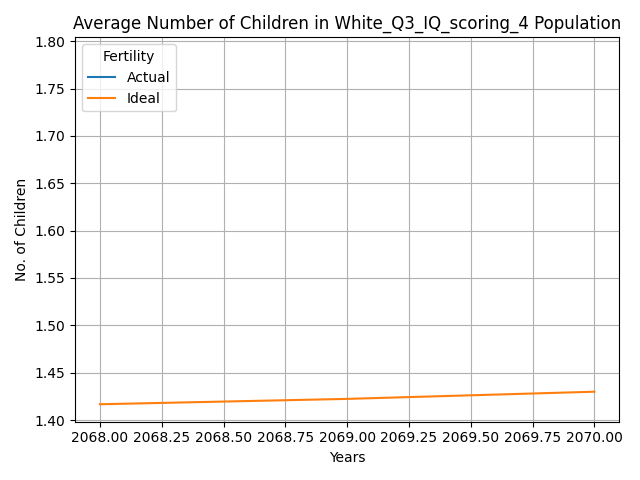 Average Number of Children in White_Q3_IQ_scoring_4 Population
Fertility
Actual
Ideal
No. of Children
1.80
1.75
1.70
1.65
1.60
1.55
1.50
1.45
1.40
2068.00 2068.25 2068.50 2068.75 2069.00 2069.25 2069.50 2069.75 2070.00
Years